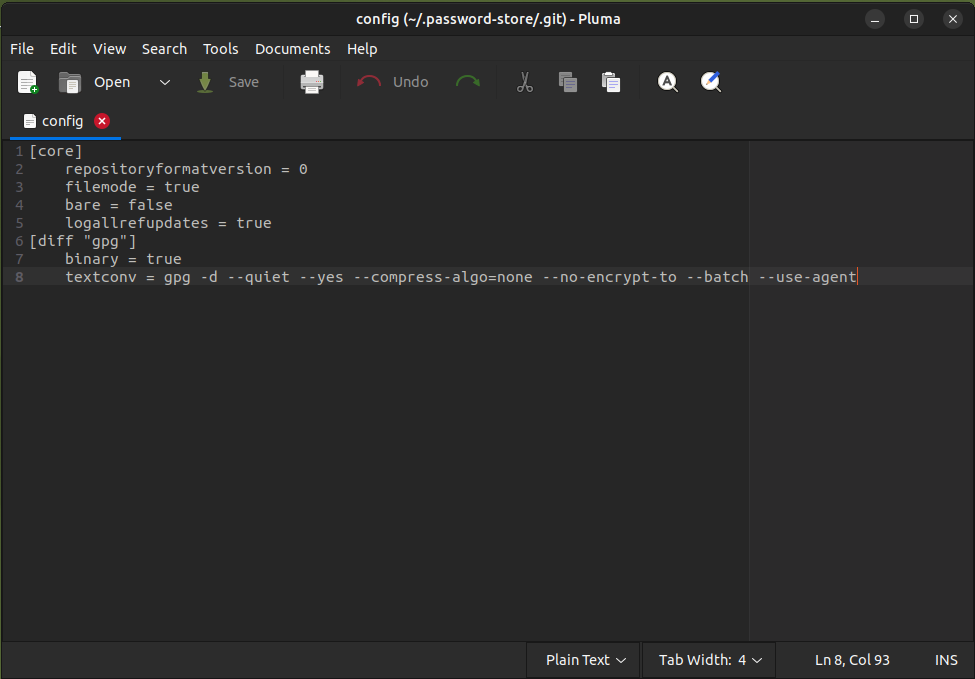 config (~/.password-store/.git) - Pluma
File Edit View Search Tools Documents Help
Open Save Undo
config
1 [core]
2     repositoryformatversion = 0
3     filemode = true
4     bare = false
5     logallrefupdates = true
6 [diff "gpg"]
7     binary = true
8     textconv = gpg -d --quiet --yes --compress-algo=none --no-encrypt-to --batch --use-agent
Plain Text Tab Width: 4 Ln 8, Col 93 INS